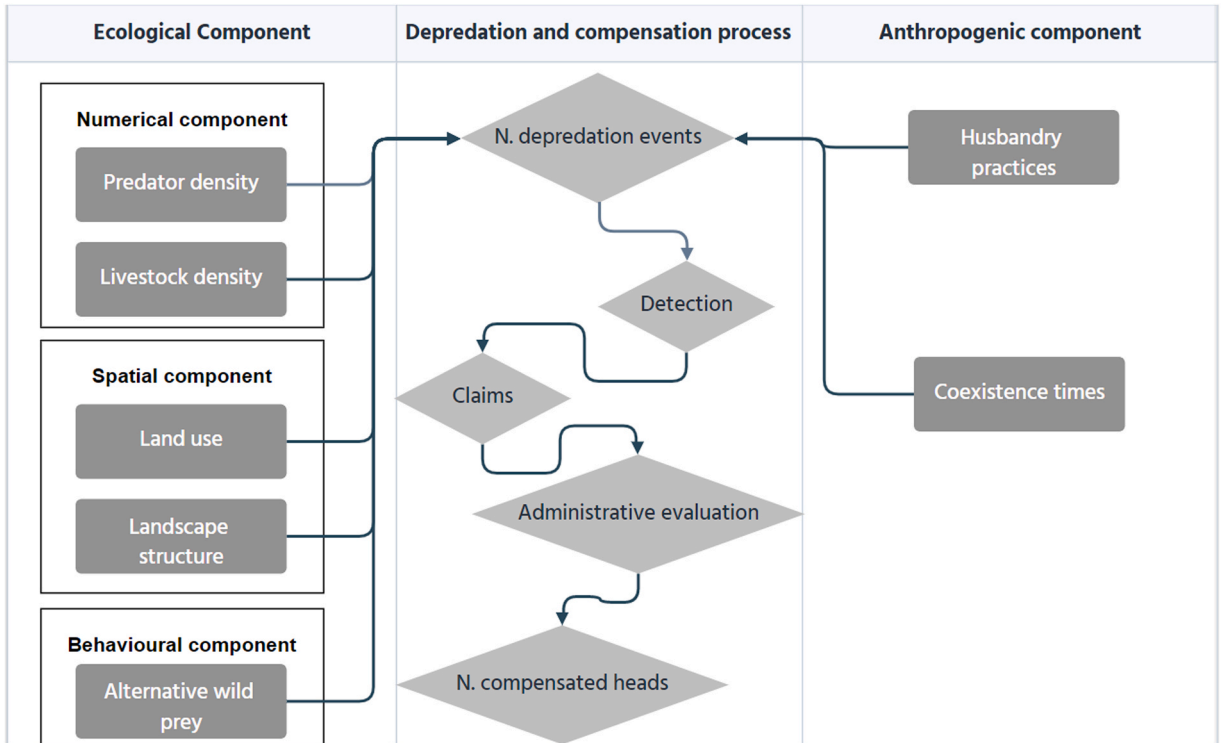 Ecological Component
Depredation and compensation process
Anthropogenic component
Numerical component
Predator density
Livestock density
Spatial component
Land use
Landscape
structure
Behavioural component
Alternative wild
prey
N. depredation events
Detection
Claims
Administrative evaluation
N. compensated heads
Husbandry
practices
Coexistence times